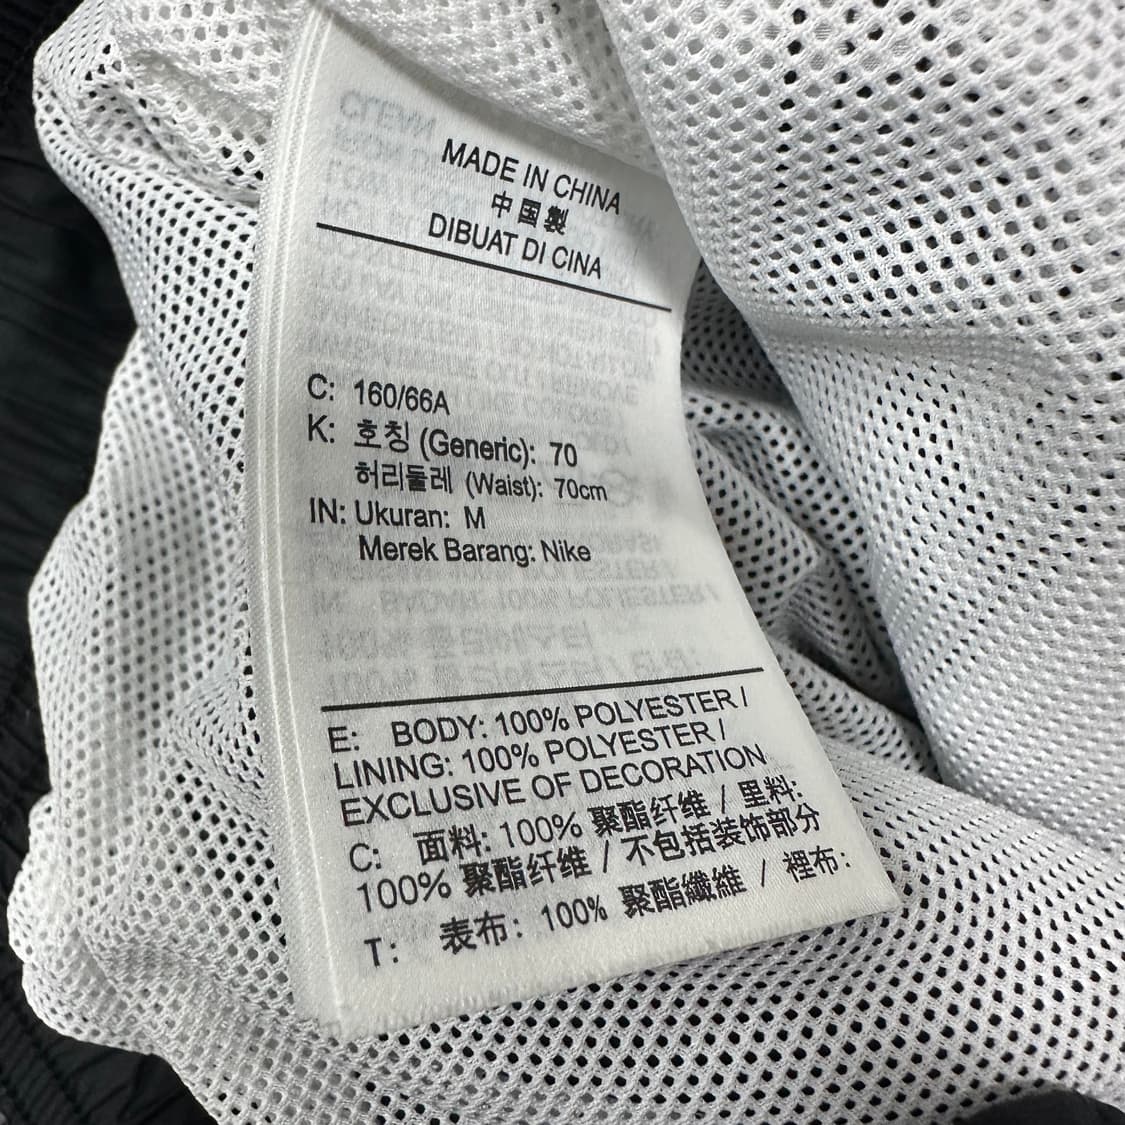 MADE IN CHINA
中国製
DIBUAT DI CINA
C: 160/66A
K: 호칭 (Generic): 70
허리둘레 (Waist): 70cm
IN: Ukuran: M
Merek Barang: Nike
E: BODY: 100% POLYESTER /
LINING: 100% POLYESTER /
EXCLUSIVE OF DECORATION
C: 面料: 100% 聚酯纤维 / 里料:
100% 聚酯纤维 / 不包括装饰部分
T: 表布: 100% 聚酯纖維 / 裡布: